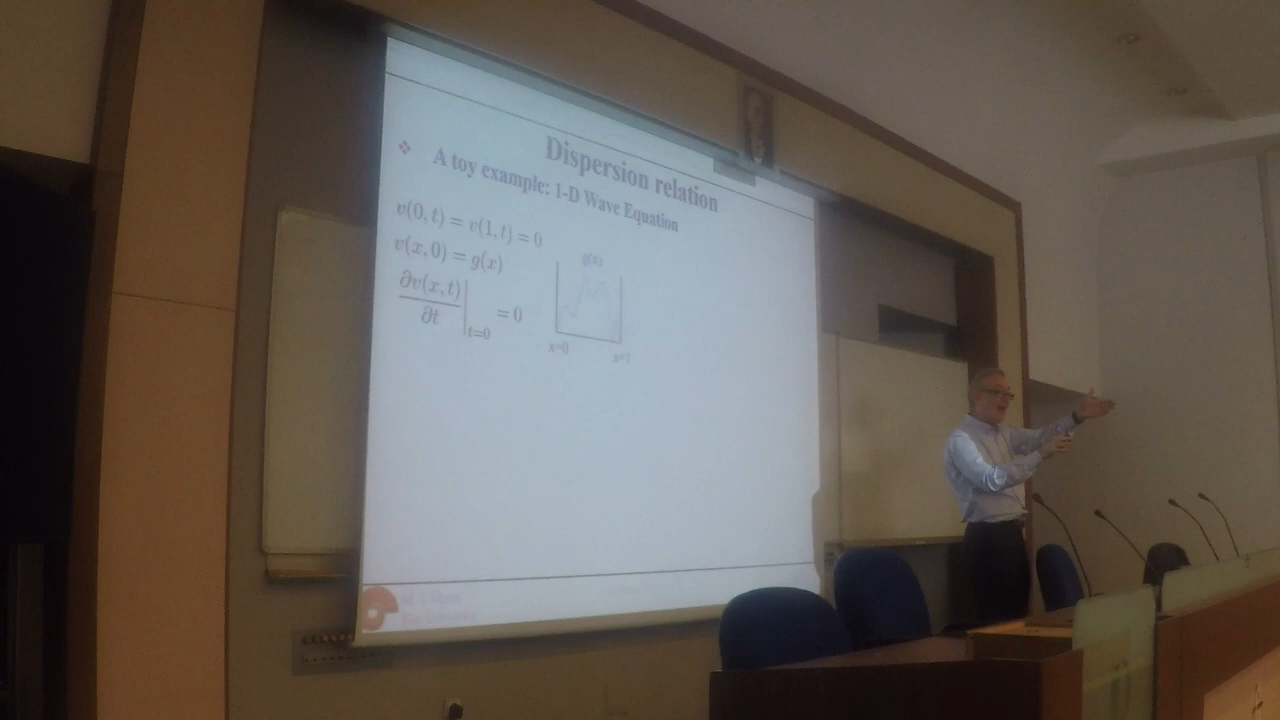 Dispersion relation
❖ A toy example: 1-D Wave Equation
v(0, t) = v(1, t) = 0
v(x, 0) = g(x)
∂v(x, t)/∂t |t=0 = 0
g(x)
x=0
x=1